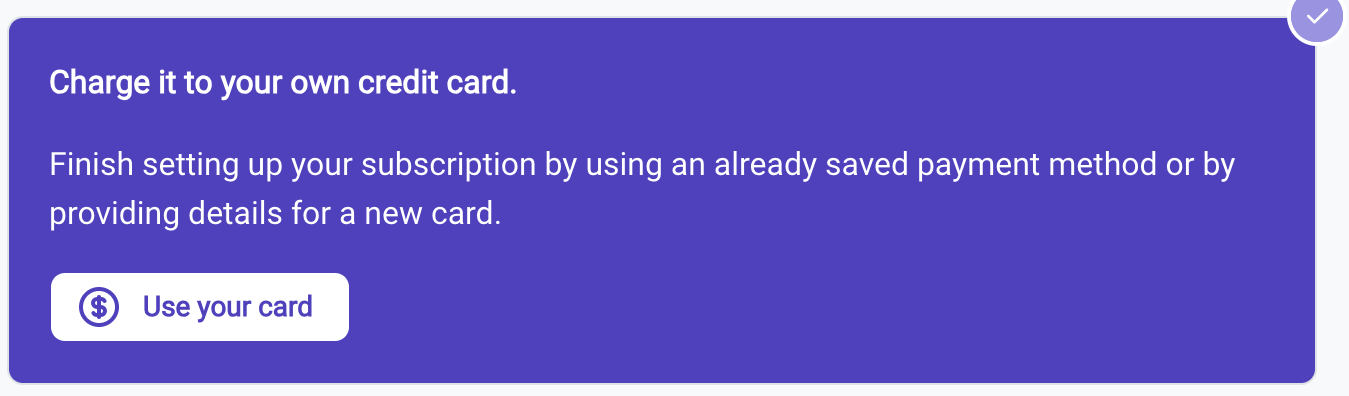 Charge it to your own credit card.
Finish setting up your subscription by using an already saved payment method or by
providing details for a new card.
Use your card